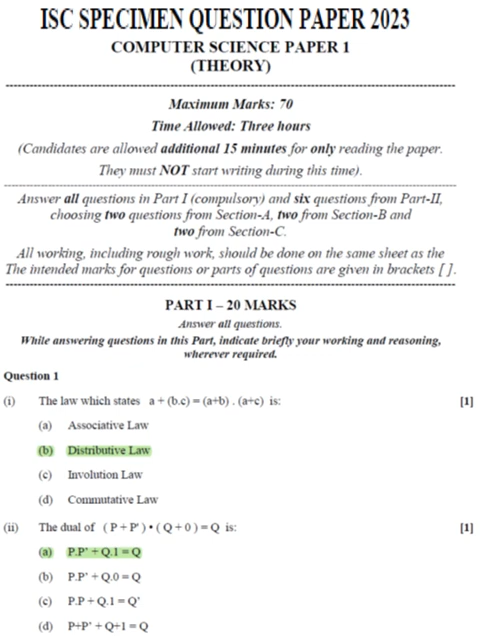 ISC SPECIMEN QUESTION PAPER 2023
COMPUTER SCIENCE PAPER 1
(THEORY)
Maximum Marks: 70
Time Allowed: Three hours
(Candidates are allowed additional 15 minutes for only reading the paper.
They must NOT start writing during this time).
Answer all questions in Part I (compulsory) and six questions from Part-II,
choosing two questions from Section-A, two from Section-B and
two from Section-C.
All working, including rough work, should be done on the same sheet as the
The intended marks for questions or parts of questions are given in brackets [ ].
PART I – 20 MARKS
Answer all questions.
While answering questions in this Part, indicate briefly your working and reasoning,
wherever required.
Question 1
(i) The law which states a + (b.c) = (a+b) . (a+c) is: [1]
(a) Associative Law
(b) Distributive Law
(c) Involution Law
(d) Commutative Law
(ii) The dual of (P+P')•(Q+0)=Q is: [1]
(a) P.P' + Q.1 = Q
(b) P.P' + Q.0 = Q
(c) P.P + Q.1 = Q'
(d) P+P' + Q+1 = Q